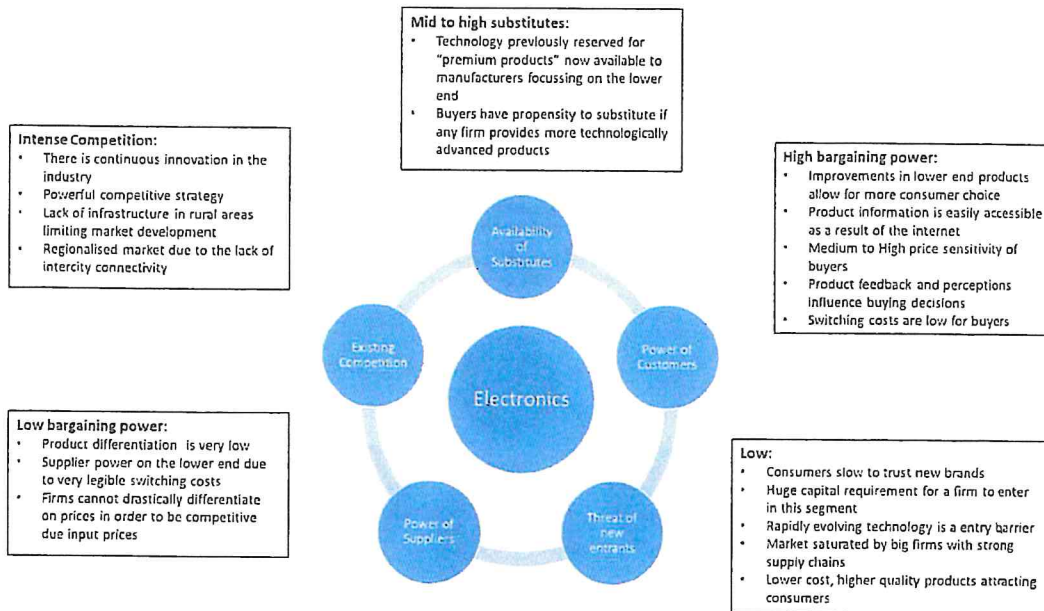 Mid to high substitutes:
• Technology previously reserved for
"premium products" now available to
manufacturers focussing on the lower
end
• Buyers have propensity to substitute if
any firm provides more technologically
advanced products
Intense Competition:
• There is continuous innovation in the
industry
• Powerful competitive strategy
• Lack of infrastructure in rural areas
limiting market development
• Regionalised market due to the lack of
intercity connectivity
High bargaining power:
• Improvements in lower end products
allow for more consumer choice
• Product information is easily accessible
as a result of the internet
• Medium to High price sensitivity of
buyers
• Product feedback and perceptions
influence buying decisions
• Switching costs are low for buyers
Availability
of
Substitutes
Existing
Competition
Power of
Customers
Electronics
Power of
Suppliers
Threat of
new
entrants
Low bargaining power:
• Product differentiation is very low
• Supplier power on the lower end due
to very legible switching costs
• Firms cannot drastically differentiate
on prices in order to be competitive
due input prices
Low:
• Consumers slow to trust new brands
• Huge capital requirement for a firm to enter
in this segment
• Rapidly evolving technology is a entry barrier
• Market saturated by big firms with strong
supply chains
• Lower cost, higher quality products attracting
consumers